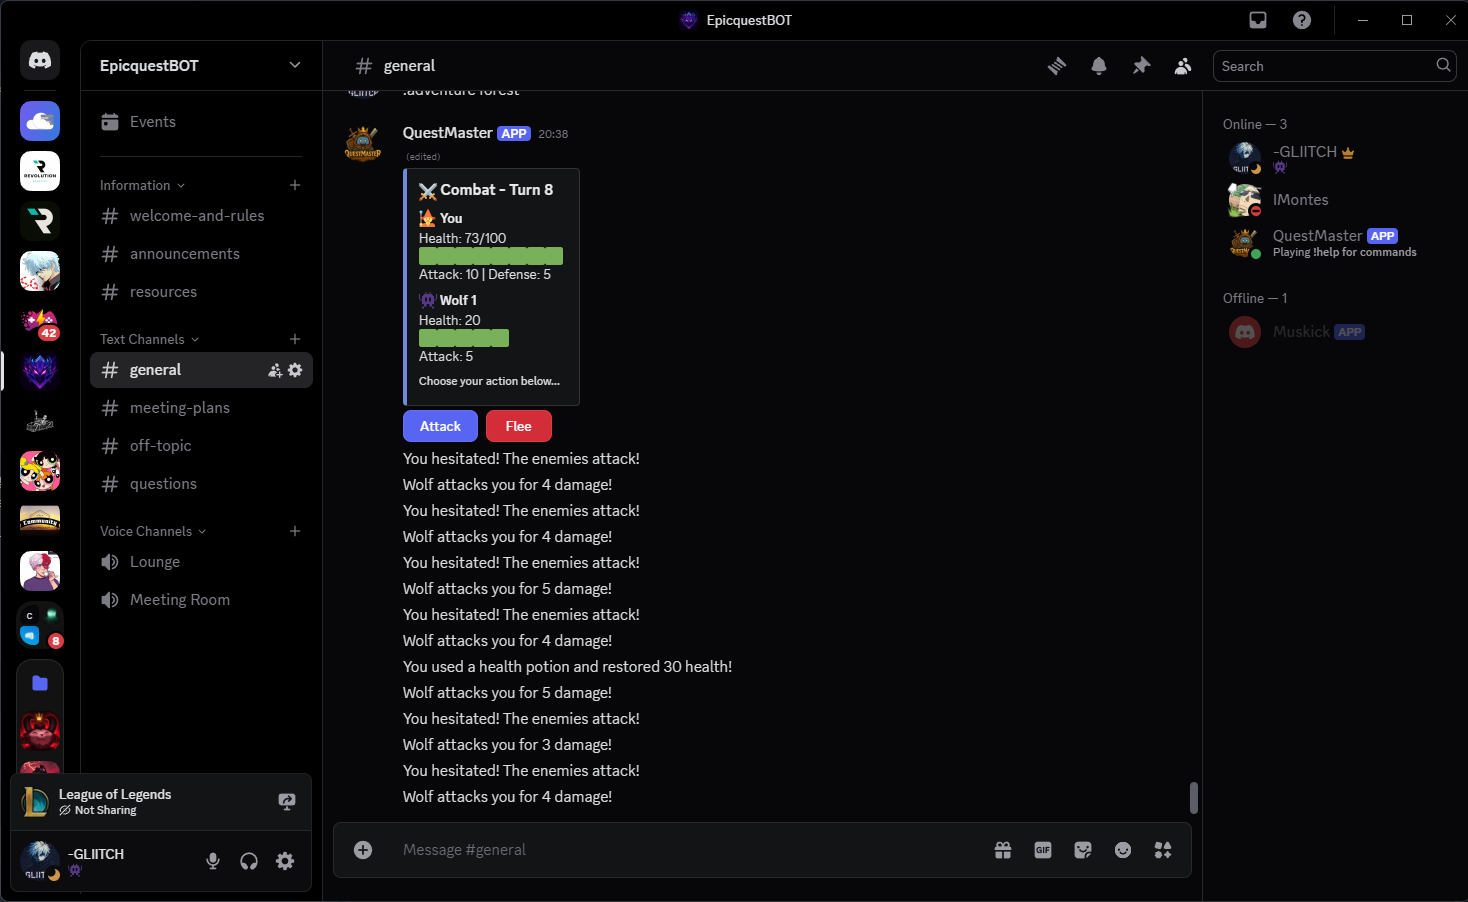 EpicquestBOT
EpicquestBOT
general
Search
Events
Information
welcome-and-rules
announcements
resources
Text Channels
general
meeting-plans
off-topic
questions
Voice Channels
Lounge
Meeting Room
REVOLUTION
42
Community
C
8
League of Legends
Not Sharing
GLIIT
-GLIITCH
GLIITCH
!adventure forest
QUESTMASTER
QuestMaster APP 20:38
(edited)
Combat - Turn 8
You
Health: 73/100
Attack: 10 | Defense: 5
Wolf 1
Health: 20
Attack: 5
Choose your action below...
Attack
Flee
You hesitated! The enemies attack!
Wolf attacks you for 4 damage!
You hesitated! The enemies attack!
Wolf attacks you for 4 damage!
You hesitated! The enemies attack!
Wolf attacks you for 5 damage!
You hesitated! The enemies attack!
Wolf attacks you for 4 damage!
You used a health potion and restored 30 health!
Wolf attacks you for 5 damage!
You hesitated! The enemies attack!
Wolf attacks you for 3 damage!
You hesitated! The enemies attack!
Wolf attacks you for 4 damage!
Message #general
GIF
Online — 3
-GLIITCH
IMontes
QuestMaster APP
Playing !help for commands
Offline — 1
Muskick APP